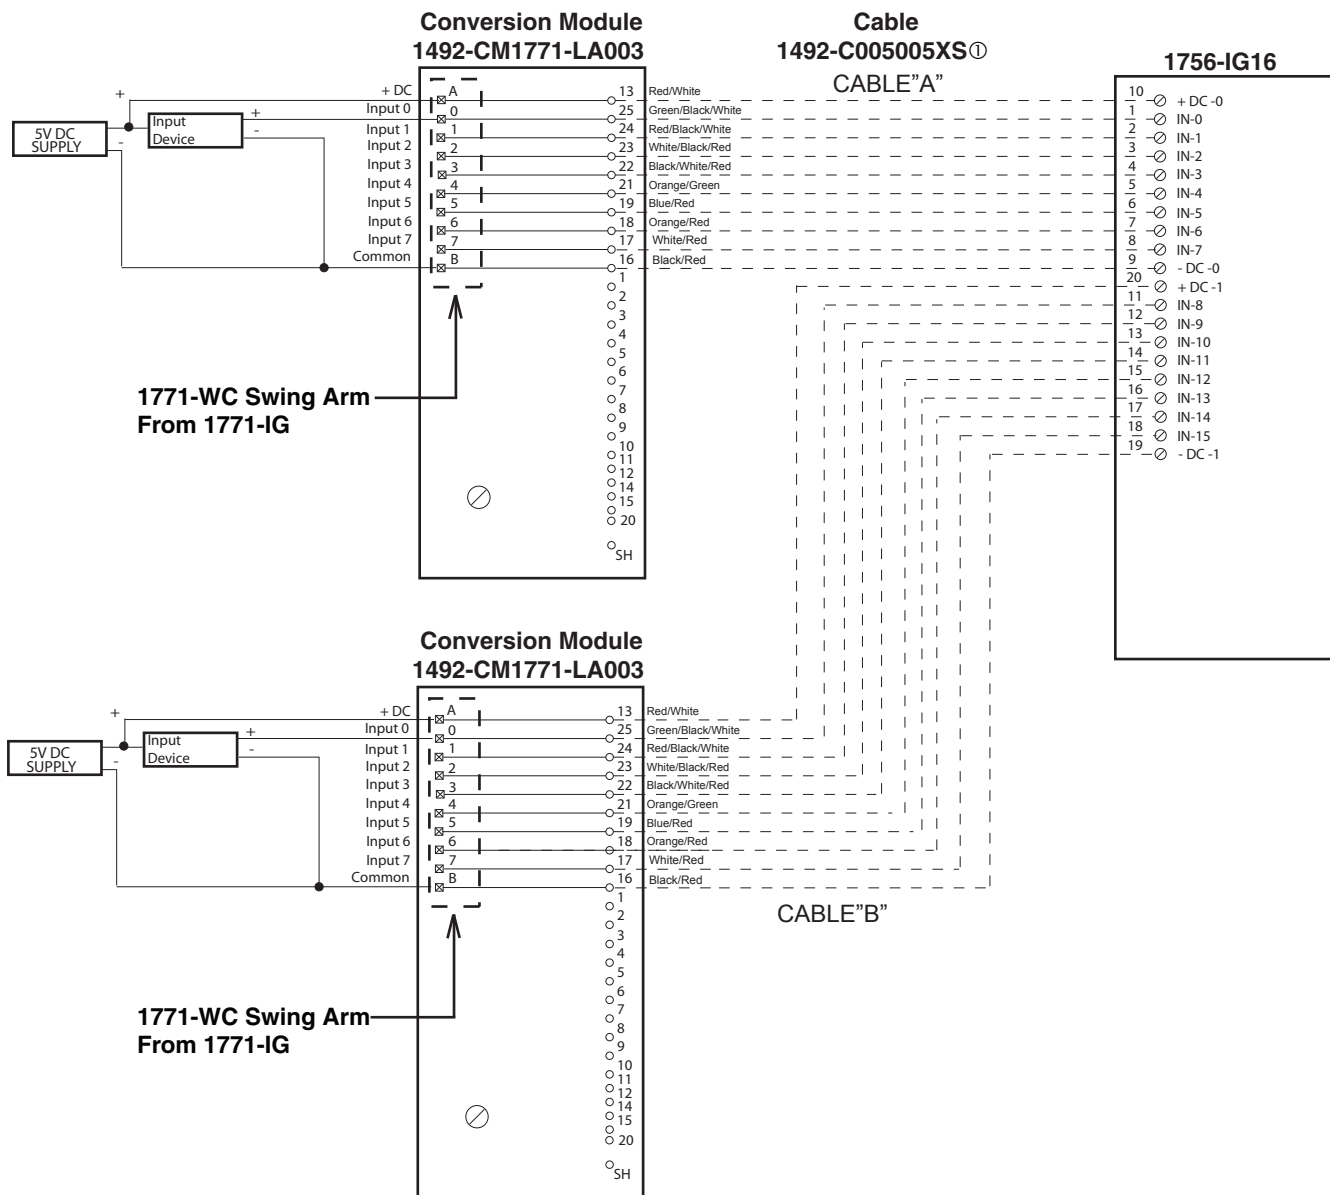 Conversion Module
1492-CM1771-LA003
Cable
1492-C005005XS①
CABLE"A"
1756-IG16
+ DC A 13 Red/White 10 + DC -0
Input 0 0 25 Green/Black/White 1 IN-0
Input 1 1 24 Red/Black/White 2 IN-1
Input 2 2 23 White/Black/Red 3 IN-2
Input 3 3 22 Black/White/Red 4 IN-3
Input 4 4 21 Orange/Green 5 IN-4
Input 5 5 19 Blue/Red 6 IN-5
Input 6 6 18 Orange/Red 7 IN-6
Input 7 7 17 White/Red 8 IN-7
Common B 16 Black/Red 9 - DC -0
+
-
5V DC
SUPPLY
Input
Device
+
-
1
2
3
4
5
6
7
8
9
10
11
12
14
15
20
SH
20 + DC -1
11 IN-8
12 IN-9
13 IN-10
14 IN-11
15 IN-12
16 IN-13
17 IN-14
18 IN-15
19 - DC -1
1771-WC Swing Arm
From 1771-IG
Conversion Module
1492-CM1771-LA003
+ DC A 13 Red/White
Input 0 0 25 Green/Black/White
Input 1 1 24 Red/Black/White
Input 2 2 23 White/Black/Red
Input 3 3 22 Black/White/Red
Input 4 4 21 Orange/Green
Input 5 5 19 Blue/Red
Input 6 6 18 Orange/Red
Input 7 7 17 White/Red
Common B 16 Black/Red
+
-
5V DC
SUPPLY
Input
Device
+
-
CABLE"B"
1
2
3
4
5
6
7
8
9
10
11
12
14
15
20
SH
1771-WC Swing Arm
From 1771-IG